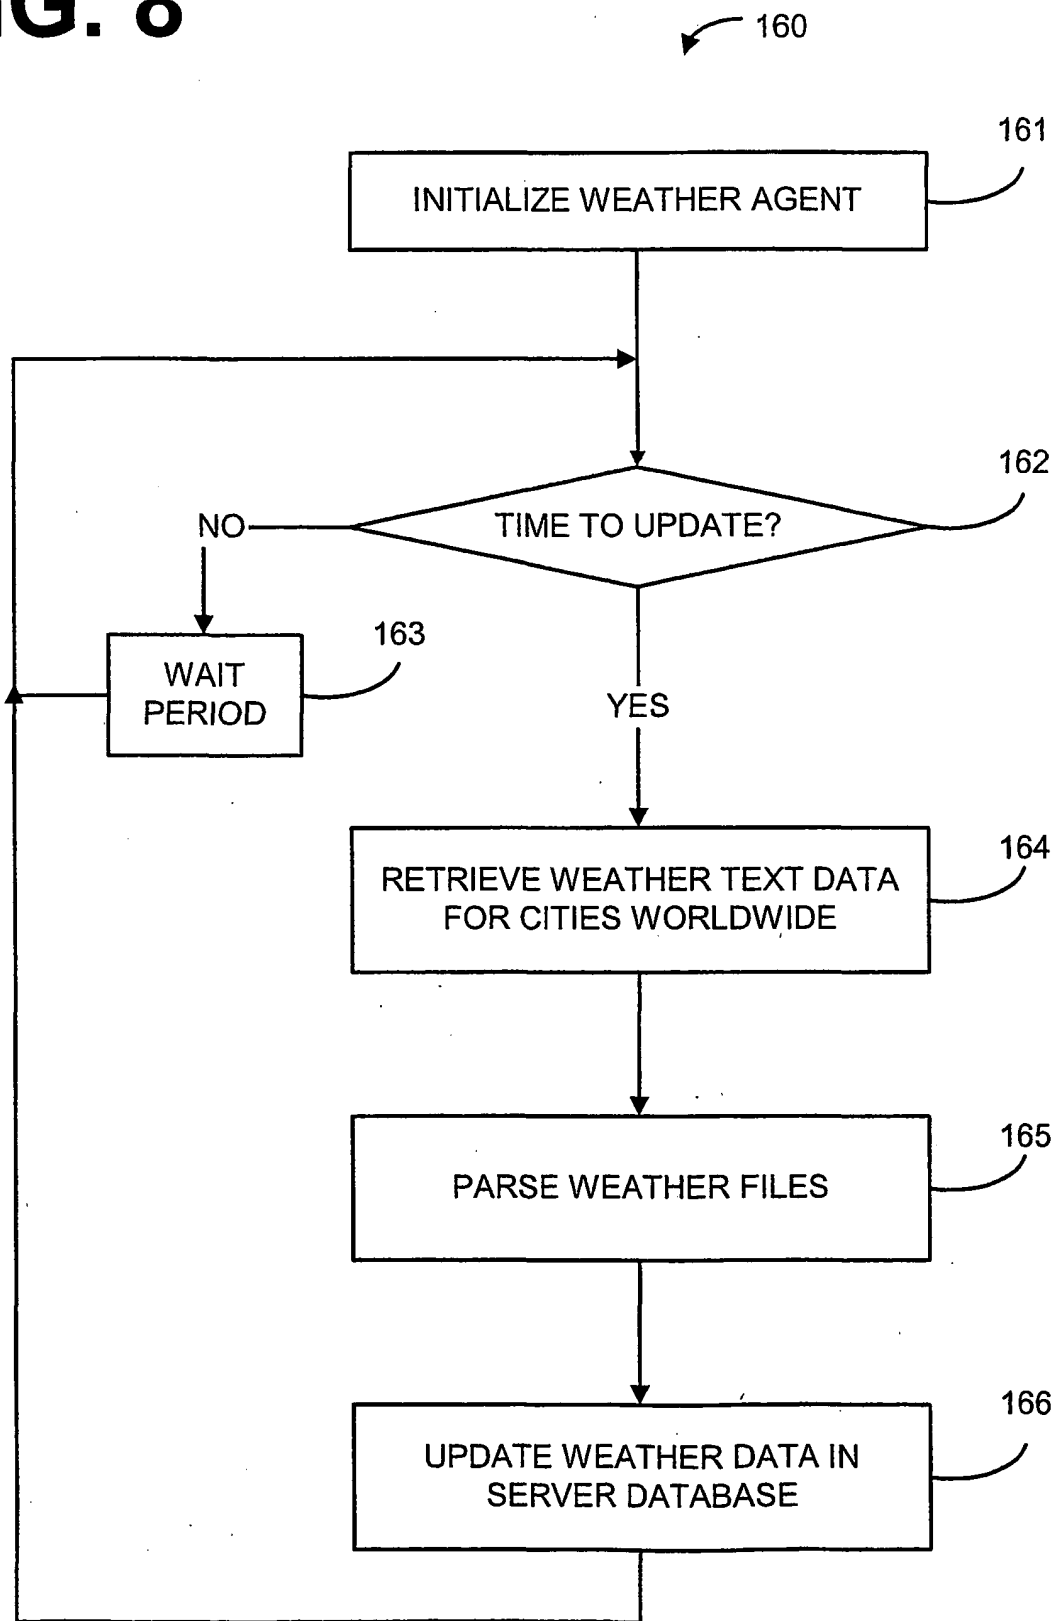 FIG. 8
160
161
INITIALIZE WEATHER AGENT
162
TIME TO UPDATE?
NO
163
WAIT
PERIOD
YES
164
RETRIEVE WEATHER TEXT DATA
FOR CITIES WORLDWIDE
165
PARSE WEATHER FILES
166
UPDATE WEATHER DATA IN
SERVER DATABASE